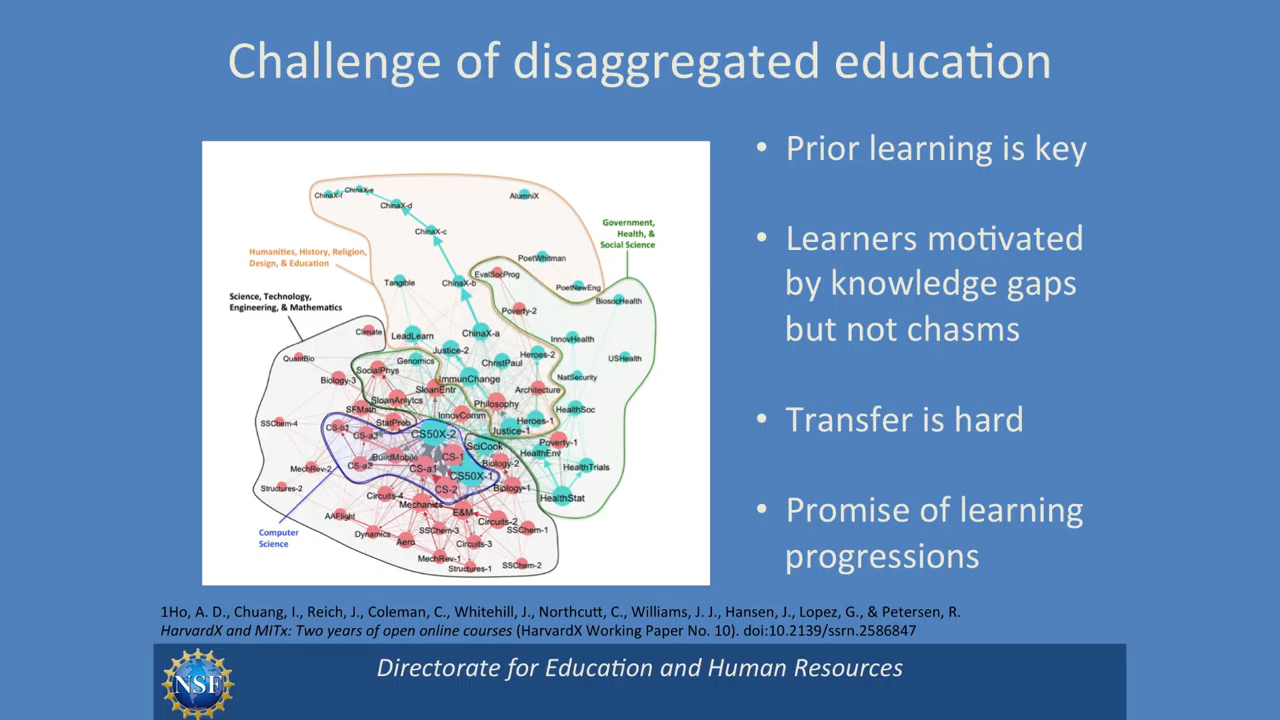 Challenge of disaggregated education
• Prior learning is key
• Learners motivated
by knowledge gaps
but not chasms
• Transfer is hard
• Promise of learning
progressions
ChinaX-f
ChinaX-e
ChinaX-d
AlumniX
ChinaX-c
Government,
Health, &
Social Science
Humanities, History, Religion,
Design, & Education
PoetWhitman
EvalSocProg
Tangible
ChinaX-b
PoetNewEng
BiosocHealth
Science, Technology,
Engineering, & Mathematics
Poverty-2
Climate
LeadLearn
ChinaX-a
InnovHealth
QuantBio
Justice-2
Heroes-2
USHealth
Genomics
ChristPaul
SocialPhys
Biology-3
ImmunChange
NatSecurity
SloanEntr
Architecture
SloanAnlytcs
Philosophy
SFMath
HealthSoc
InnovComm
SSChem-4
StatProb
Heroes-1
CS-b1
CS-a3
CS50X-2
Justice-1
SciCook
Poverty-1
HealthEnv
BuildMobile
CS-1
MechRev-2
CS-a2
CS-a1
Biology-2
HealthTrials
CS50X-1
Structures-2
CS-2
Biology-1
Circuits-4
HealthStat
Mechanics
AAFlight
E&M
Circuits-2
Computer
Science
Dynamics
SSChem-3
SSChem-1
Aero
Circuits-3
MechRev-1
Structures-1
SSChem-2
1Ho, A. D., Chuang, I., Reich, J., Coleman, C., Whitehill, J., Northcutt, C., Williams, J. J., Hansen, J., Lopez, G., & Petersen, R.
HarvardX and MITx: Two years of open online courses (HarvardX Working Paper No. 10). doi:10.2139/ssrn.2586847
NSF
Directorate for Education and Human Resources